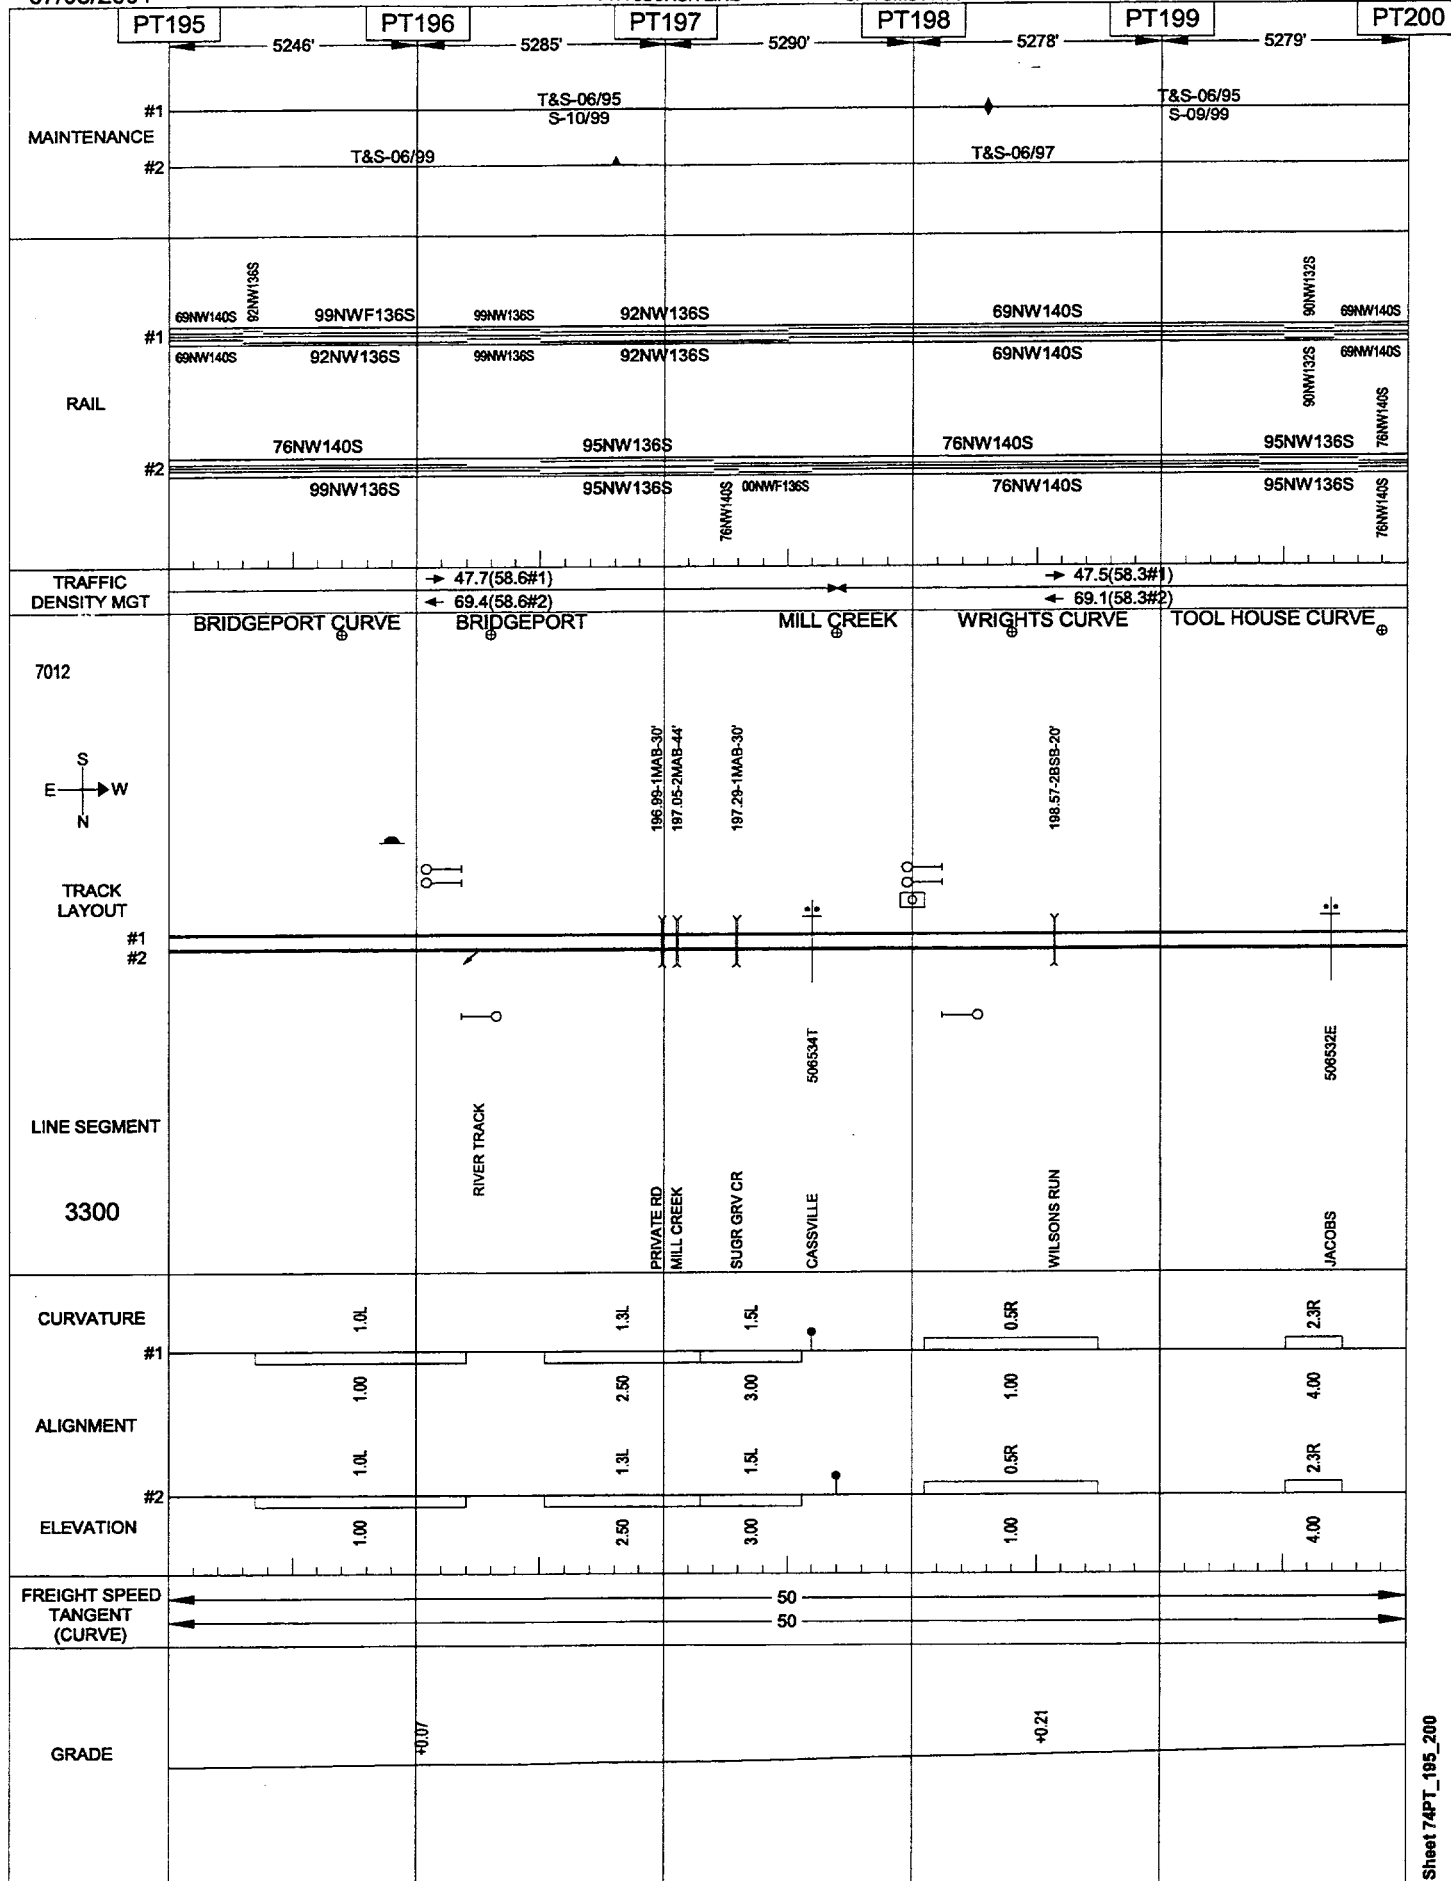 PT195 PT196 PT197 PT198 PT199 PT200
5246' 5285' 5290' 5278' 5279'
MAINTENANCE
#1
T&S-06/95
S-10/99
T&S-06/95
S-09/99
#2
T&S-06/99
T&S-06/97
RAIL
92NW136S
90NW132S
69NW140S 99NWF136S 99NW136S 92NW136S 69NW140S 69NW140S
#1
69NW140S 92NW136S 99NW136S 92NW136S 69NW140S 69NW140S
90NW132S
76NW140S
76NW140S 95NW136S 76NW140S 95NW136S
#2
99NW136S 95NW136S 76NW140S 00NWF136S 76NW140S 95NW136S 76NW140S
TRAFFIC
DENSITY MGT
47.7(58.6#1) 47.5(58.3#1)
69.4(58.6#2) 69.1(58.3#2)
BRIDGEPORT CURVE BRIDGEPORT MILL CREEK WRIGHTS CURVE TOOL HOUSE CURVE
7012
S
E W
N
196.99-1MAB-30'
197.05-2MAB-44'
197.29-1MAB-30'
198.57-2BSB-20'
TRACK
LAYOUT
#1
#2
506534T
506532E
LINE SEGMENT
3300
RIVER TRACK
PRIVATE RD
MILL CREEK
SUGR GRV CR
CASSVILLE
WILSONS RUN
JACOBS
CURVATURE
1.0L 1.3L 1.5L 0.5R 2.3R
#1
1.00 2.50 3.00 1.00 4.00
ALIGNMENT
1.0L 1.3L 1.5L 0.5R 2.3R
#2
ELEVATION
1.00 2.50 3.00 1.00 4.00
FREIGHT SPEED
TANGENT
(CURVE)
50
50
GRADE
+0.07
+0.21
Sheet 74PT_195_200